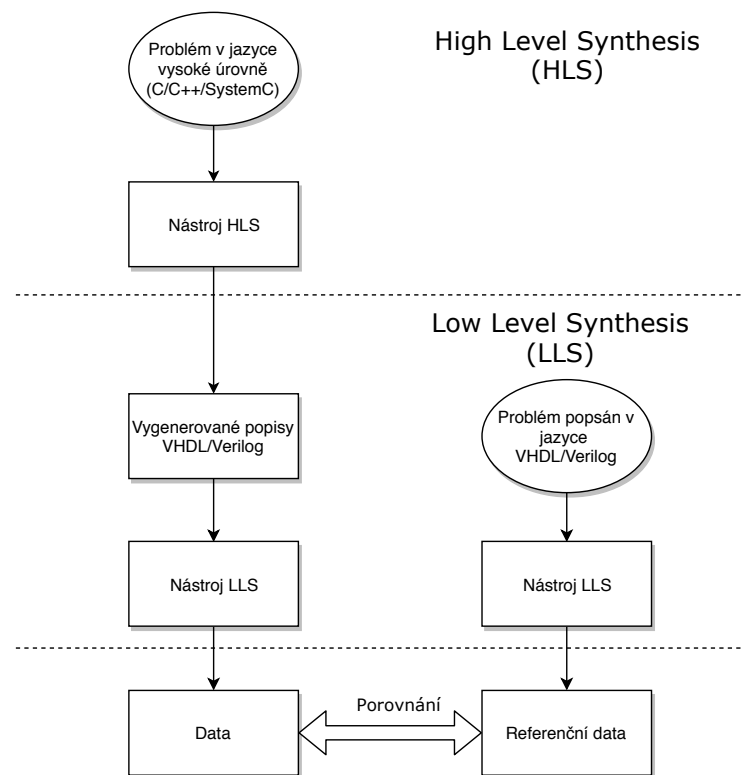 Problém v jazyce
vysoké úrovně
(C/C++/SystemC)
High Level Synthesis
(HLS)
Nástroj HLS
Low Level Synthesis
(LLS)
Vygenerované popisy
VHDL/Verilog
Problém popsán v
jazyce
VHDL/Verilog
Nástroj LLS
Nástroj LLS
Data
Porovnání
Referenční data